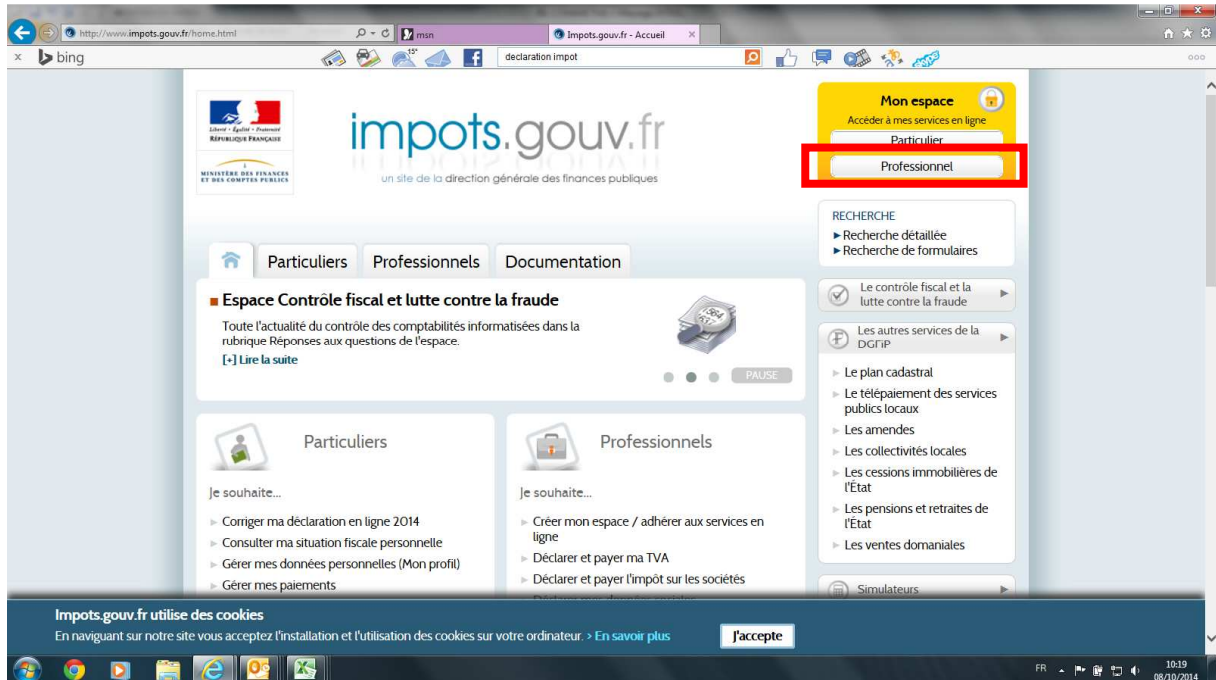 http://www.impots.gouv.fr/home.html
msn
Impots.gouv.fr - Accueil
bing
15°
declaration impot
Liberté • Égalité • Fraternité
RÉPUBLIQUE FRANÇAISE
MINISTÈRE DES FINANCES
ET DES COMPTES PUBLICS
impots.gouv.fr
un site de la direction générale des finances publiques
Mon espace
Accéder à mes services en ligne
Particulier
Professionnel
RECHERCHE
Recherche détaillée
Recherche de formulaires
Particuliers
Professionnels
Documentation
Espace Contrôle fiscal et lutte contre la fraude
Toute l'actualité du contrôle des comptabilités informatisées dans la
rubrique Réponses aux questions de l'espace.
[+] Lire la suite
PAUSE
Le contrôle fiscal et la
lutte contre la fraude
Les autres services de la
DGFiP
Le plan cadastral
Le télépaiement des services
publics locaux
Les amendes
Les collectivités locales
Les cessions immobilières de
l'État
Les pensions et retraites de
l'État
Les ventes domaniales
Simulateurs
Particuliers
Je souhaite...
Corriger ma déclaration en ligne 2014
Consulter ma situation fiscale personnelle
Gérer mes données personnelles (Mon profil)
Gérer mes paiements
Professionnels
Je souhaite...
Créer mon espace / adhérer aux services en
ligne
Déclarer et payer ma TVA
Déclarer et payer l'impôt sur les sociétés
Impots.gouv.fr utilise des cookies
En naviguant sur notre site vous acceptez l'installation et l'utilisation des cookies sur votre ordinateur. > En savoir plus
J'accepte
FR
10:19
08/10/2014